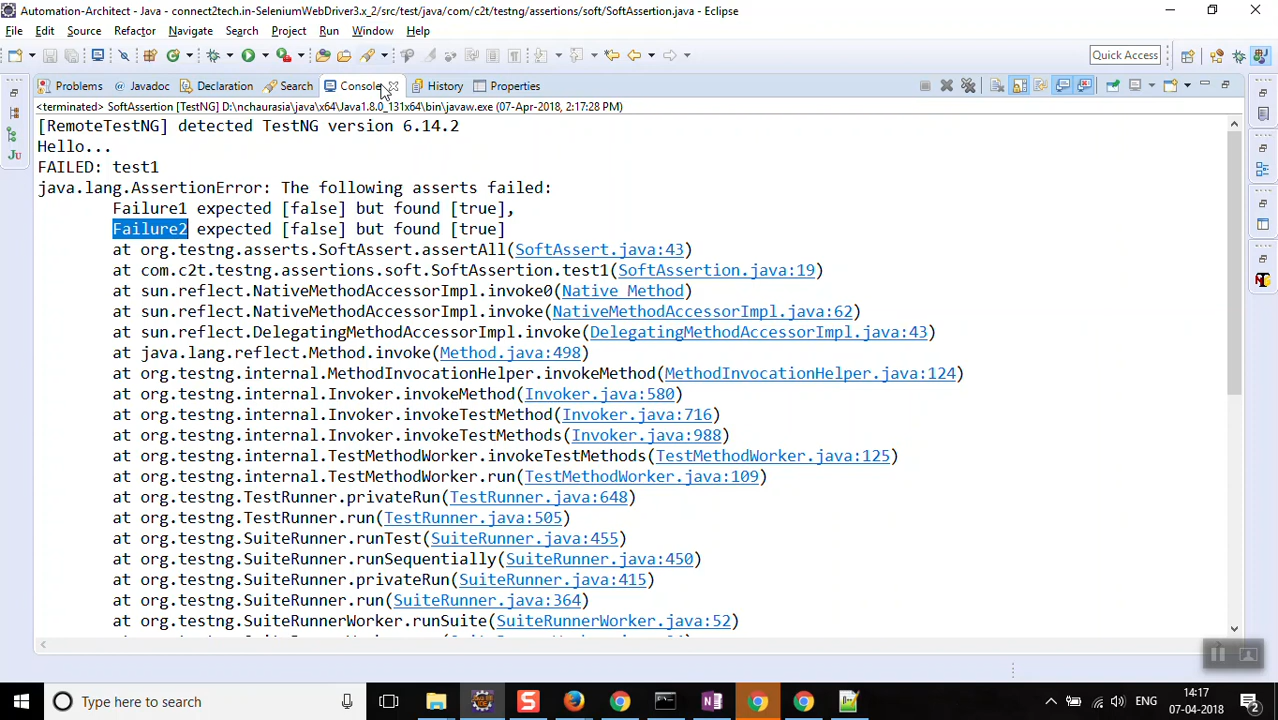 Automation-Architect - Java - connect2tech.in-SeleniumWebDriver3.x_2/src/test/java/com/c2t/testng/assertions/soft/SoftAssertion.java - Eclipse
File Edit Source Refactor Navigate Search Project Run Window Help
Quick Access
Problems Javadoc Declaration Search Console History Properties
<terminated> SoftAssertion [TestNG] D:\nchaurasia\java\x64\Java1.8.0_131x64\bin\javaw.exe (07-Apr-2018, 2:17:28 PM)
[RemoteTestNG] detected TestNG version 6.14.2
Hello...
FAILED: test1
java.lang.AssertionError: The following asserts failed:
Failure1 expected [false] but found [true],
Failure2 expected [false] but found [true]
at org.testng.asserts.SoftAssert.assertAll(SoftAssert.java:43)
at com.c2t.testng.assertions.soft.SoftAssertion.test1(SoftAssertion.java:19)
at sun.reflect.NativeMethodAccessorImpl.invoke0(Native Method)
at sun.reflect.NativeMethodAccessorImpl.invoke(NativeMethodAccessorImpl.java:62)
at sun.reflect.DelegatingMethodAccessorImpl.invoke(DelegatingMethodAccessorImpl.java:43)
at java.lang.reflect.Method.invoke(Method.java:498)
at org.testng.internal.MethodInvocationHelper.invokeMethod(MethodInvocationHelper.java:124)
at org.testng.internal.Invoker.invokeMethod(Invoker.java:580)
at org.testng.internal.Invoker.invokeTestMethod(Invoker.java:716)
at org.testng.internal.Invoker.invokeTestMethods(Invoker.java:988)
at org.testng.internal.TestMethodWorker.invokeTestMethods(TestMethodWorker.java:125)
at org.testng.internal.TestMethodWorker.run(TestMethodWorker.java:109)
at org.testng.TestRunner.privateRun(TestRunner.java:648)
at org.testng.TestRunner.run(TestRunner.java:505)
at org.testng.SuiteRunner.runTest(SuiteRunner.java:455)
at org.testng.SuiteRunner.runSequentially(SuiteRunner.java:450)
at org.testng.SuiteRunner.privateRun(SuiteRunner.java:415)
at org.testng.SuiteRunner.run(SuiteRunner.java:364)
at org.testng.SuiteRunnerWorker.runSuite(SuiteRunnerWorker.java:52)
Type here to search
ENG
14:17
07-04-2018